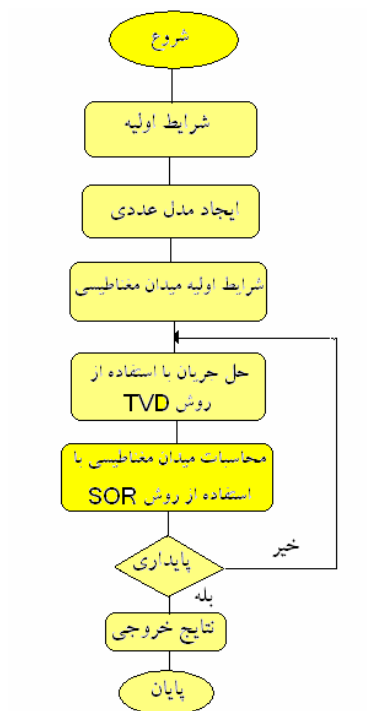 شروع
شرایط اولیه
ایجاد مدل عددی
شرایط اولیه میدان مغناطیسی
حل جریان با استفاده از
روش TVD
محاسبات میدان مغناطیسی با
استفاده از روش SOR
پایداری
خیر
بله
نتایج خروجی
پایان